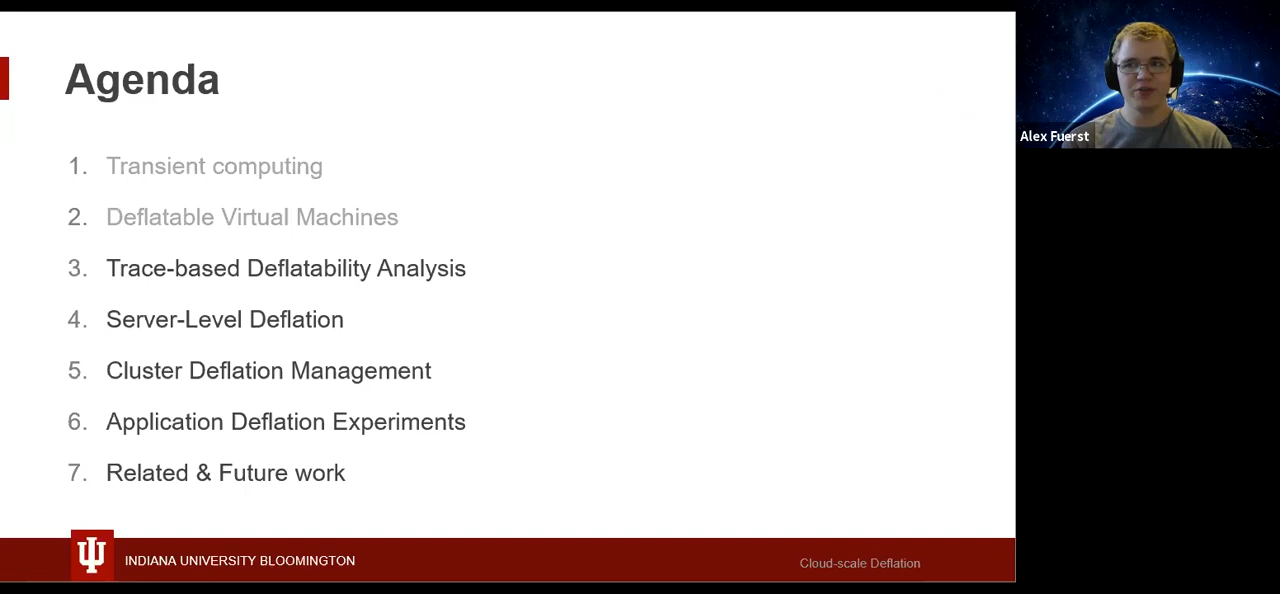 Agenda
1. Transient computing
2. Deflatable Virtual Machines
3. Trace-based Deflatability Analysis
4. Server-Level Deflation
5. Cluster Deflation Management
6. Application Deflation Experiments
7. Related & Future work
INDIANA UNIVERSITY BLOOMINGTON
Cloud-scale Deflation
Alex Fuerst